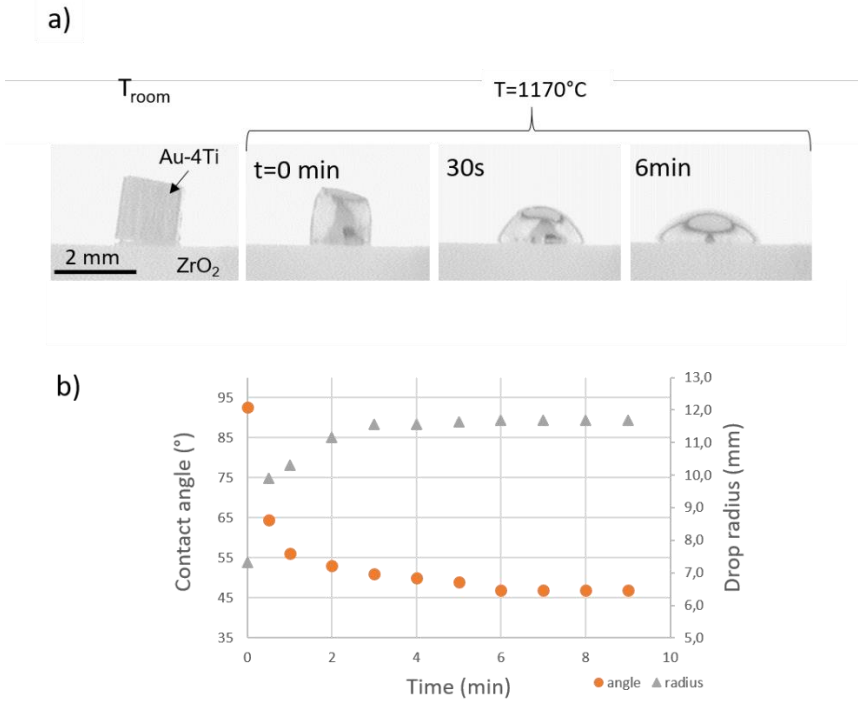 a)
T_room
T=1170°C
Au-4Ti
t=0 min
30s
6min
2 mm
ZrO₂
b)
95
85
75
65
55
45
35
Contact angle (°)
13,0
12,0
11,0
10,0
9,0
8,0
7,0
6,0
5,0
Drop radius (mm)
0
2
4
6
8
10
Time (min)
angle
radius